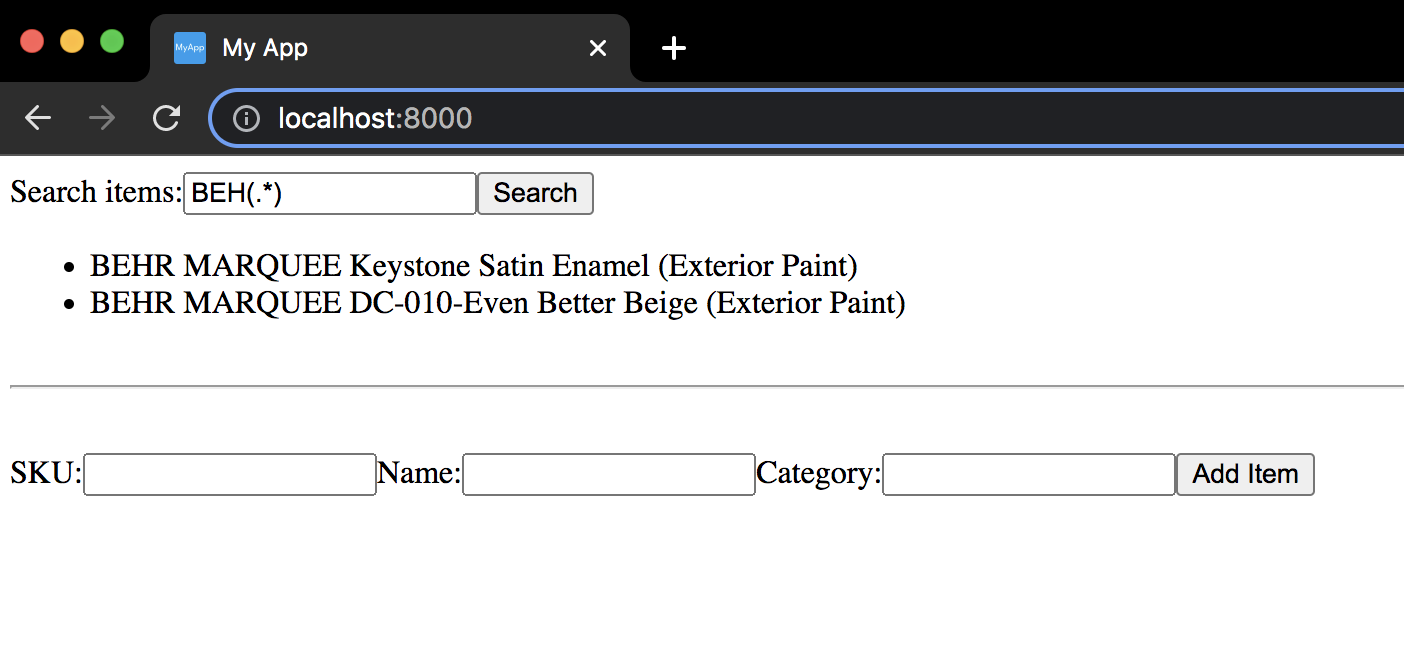 MyApp My App
localhost:8000
Search items: BEH(.*) Search
BEHR MARQUEE Keystone Satin Enamel (Exterior Paint)
BEHR MARQUEE DC-010-Even Better Beige (Exterior Paint)
SKU: Name: Category: Add Item